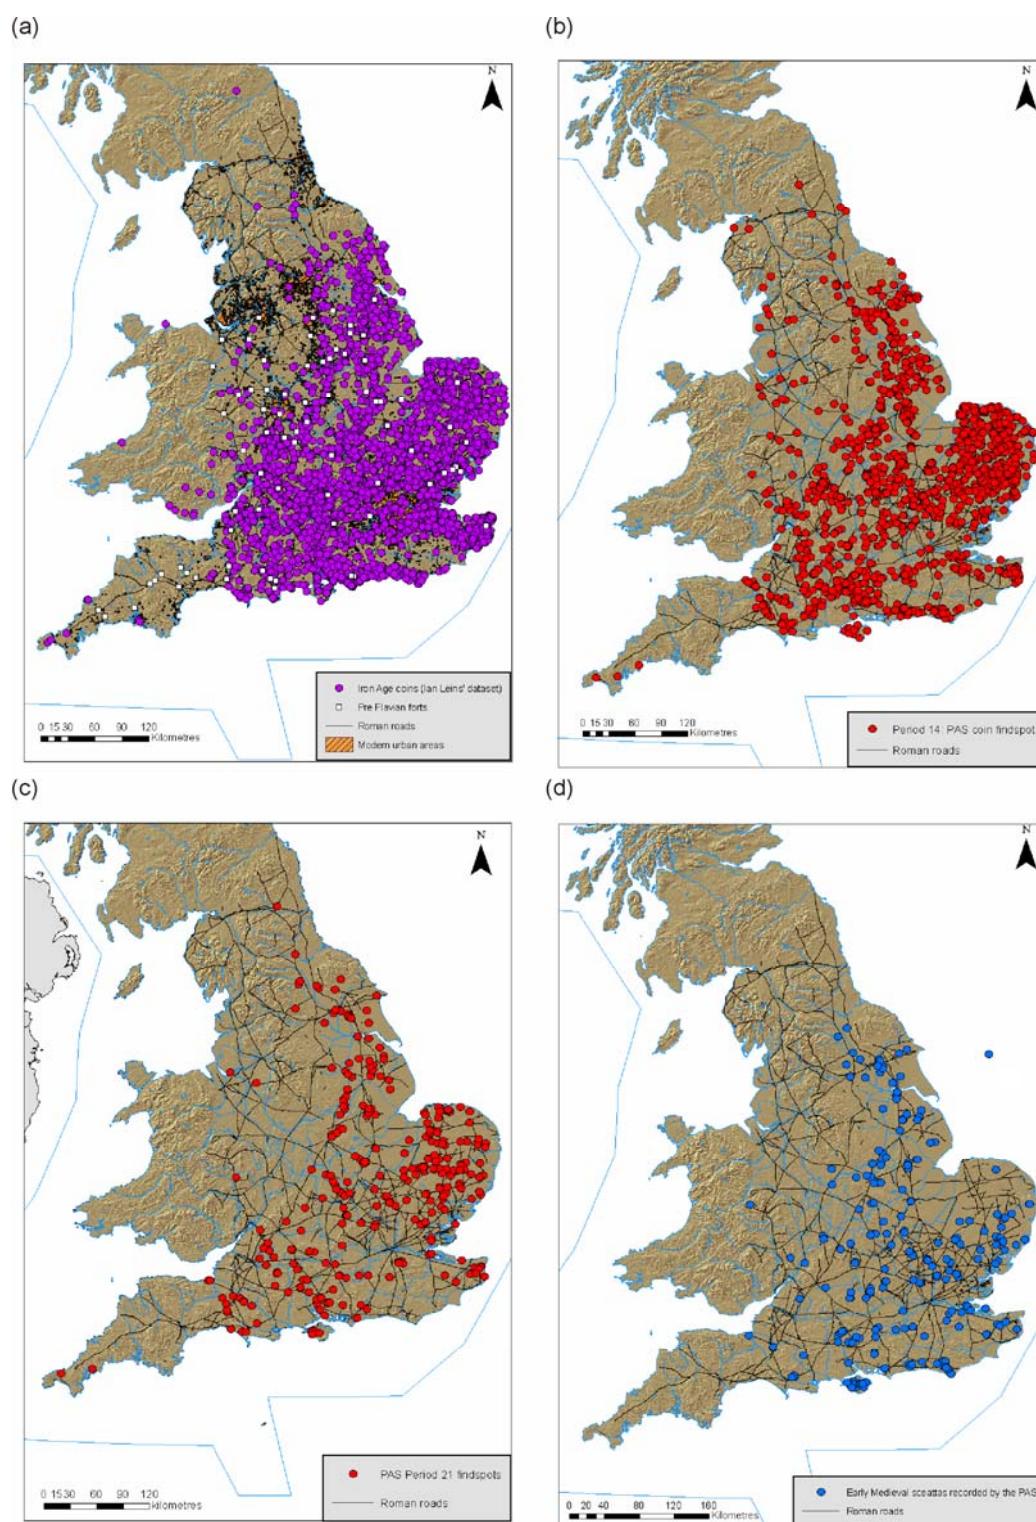 (a)
N
Iron Age coins (Ian Leins' dataset)
Pre Flavian forts
Roman roads
Modern urban areas
0 15 30 60 90 120
Kilometres
(b)
N
0 15 30 60 90 120
Kilometres
Period 14: PAS coin findspot
Roman roads
(c)
N
0 15 30 60 90 120
kilometres
PAS Period 21 findspots
Roman roads
(d)
N
0 20 40 80 120 160
Kilometres
Early Medieval sceattas recorded by the PAS
Roman roads